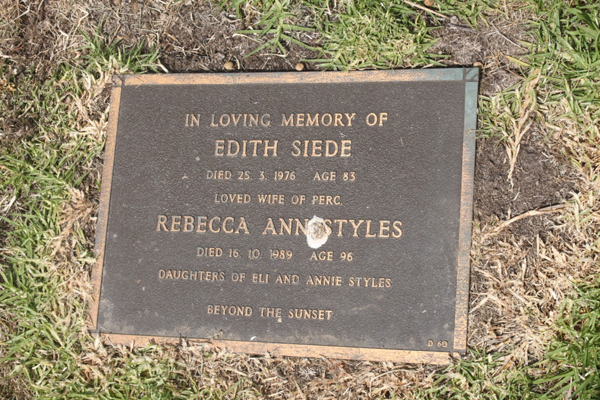 IN LOVING MEMORY OF
EDITH SIEDE
DIED 25. 3. 1976 AGE 83
LOVED WIFE OF PERC.
REBECCA ANN STYLES
DIED 16. 10. 1989 AGE 96
DAUGHTERS OF ELI AND ANNIE STYLES
BEYOND THE SUNSET
D 60